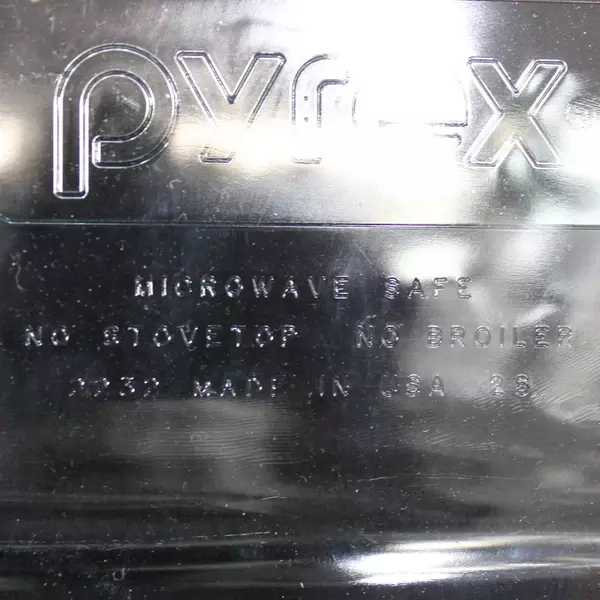 pyrex
MICROWAVE SAFE
NO STOVETOP NO BROILER
MADE IN USA